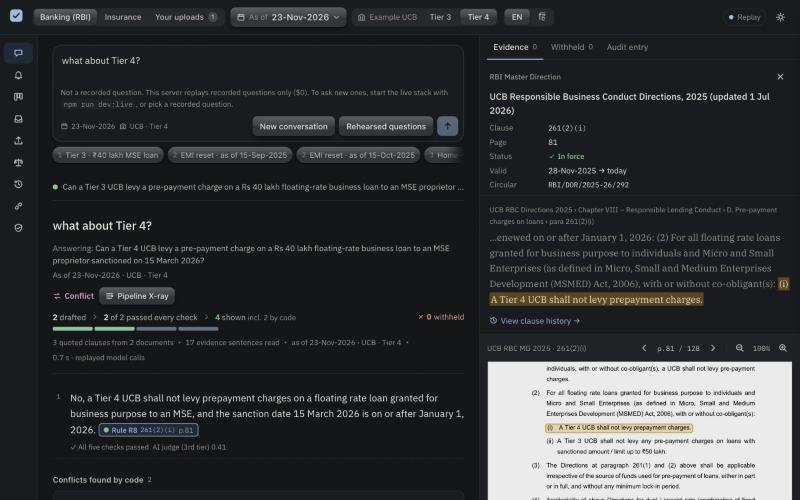 Banking (RBI) Insurance Your uploads 1 As of 23-Nov-2026 Example UCB Tier 3 Tier 4 EN Replay
what about Tier 4?
Not a recorded question. This server replays recorded questions only ($0). To ask new ones, start the live stack with
npm run dev:live, or pick a recorded question.
23-Nov-2026 UCB · Tier 4 New conversation Rehearsed questions
1 Tier 3 · ₹40 lakh MSE loan 2 EMI reset · as of 15-Sep-2025 2 EMI reset · as of 15-Oct-2025 3 Home
Can a Tier 3 UCB levy a pre-payment charge on a Rs 40 lakh floating-rate business loan to an MSE proprietor ...
what about Tier 4?
Answering: Can a Tier 4 UCB levy a pre-payment charge on a Rs 40 lakh floating-rate business loan to an MSE
proprietor sanctioned on 15 March 2026?
As of 23-Nov-2026 · UCB · Tier 4
Conflict Pipeline X-ray
2 drafted › 2 of 2 passed every check › 4 shown incl. 2 by code × 0 withheld
3 quoted clauses from 2 documents • 17 evidence sentences read • as of 23-Nov-2026 · UCB · Tier 4 •
0.7 s · replayed model calls
1 No, a Tier 4 UCB shall not levy prepayment charges on a floating rate loan granted for
business purpose to an MSE, and the sanction date 15 March 2026 is on or after January 1,
2026. Rule R8 261(2)(i) p.81
✓ All five checks passed AI judge (3rd tier) 0.41
Conflicts found by code 2
Evidence 0 Withheld 0 Audit entry
RBI Master Direction
UCB Responsible Business Conduct Directions, 2025 (updated 1 Jul
2026)
Clause 261(2)(i)
Page 81
Status ✓ In force
Valid 28-Nov-2025 → today
Circular RBI/DOR/2025-26/292
UCB RBC Directions 2025 › Chapter VIII – Responsible Lending Conduct › D. Pre-payment
charges on loans › para 261(2)(i)
...enewed on or after January 1, 2026: (2) For all floating rate loans
granted for business purpose to individuals and Micro and Small
Enterprises (as defined in Micro, Small and Medium Enterprises
Development (MSMED) Act, 2006), with or without co-obligant(s): (i)
A Tier 4 UCB shall not levy prepayment charges.
View clause history →
UCB RBC MD 2025 · 261(2)(i) p.81 / 128 100%
individuals, with or without co-obligant(s), a UCB shall not levy pre-payment
charges.
(2) For all floating rate loans granted for business purpose to individuals and
Micro and Small Enterprises (as defined in Micro, Small and Medium
Enterprises Development (MSMED) Act, 2006), with or without co-obligant(s):
(i) A Tier 4 UCB shall not levy prepayment charges.
(ii) A Tier 3 UCB shall not levy any pre-payment charges on loans with
sanctioned amount / limit up to ₹50 lakh.
(3) The Directions at paragraph 261(1) and (2) above shall be applicable
irrespective of the source of funds used for pre-payment of loans, either in part
or in full, and without any minimum lock-in period.